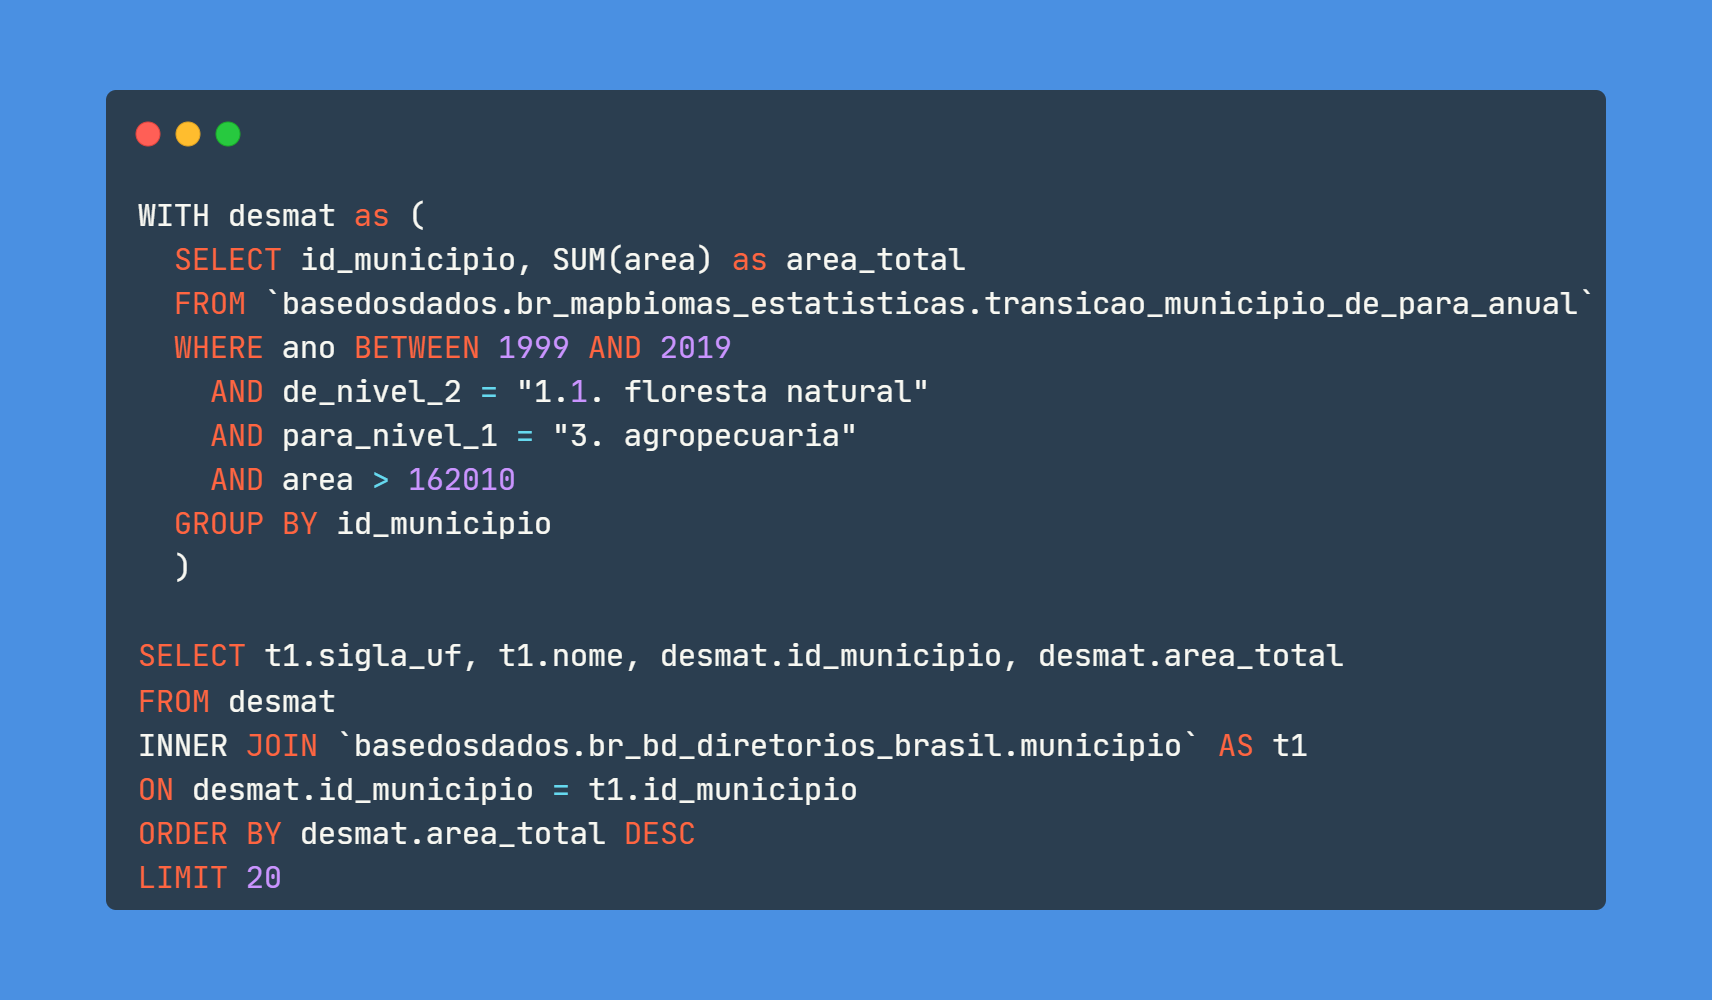 WITH desmat as (
SELECT id_municipio, SUM(area) as area_total
FROM `basedosdados.br_mapbiomas_estatisticas.transicao_municipio_de_para_anual`
WHERE ano BETWEEN 1999 AND 2019
AND de_nivel_2 = "1.1. floresta natural"
AND para_nivel_1 = "3. agropecuaria"
AND area > 162010
GROUP BY id_municipio
)
SELECT t1.sigla_uf, t1.nome, desmat.id_municipio, desmat.area_total
FROM desmat
INNER JOIN `basedosdados.br_bd_diretorios_brasil.municipio` AS t1
ON desmat.id_municipio = t1.id_municipio
ORDER BY desmat.area_total DESC
LIMIT 20